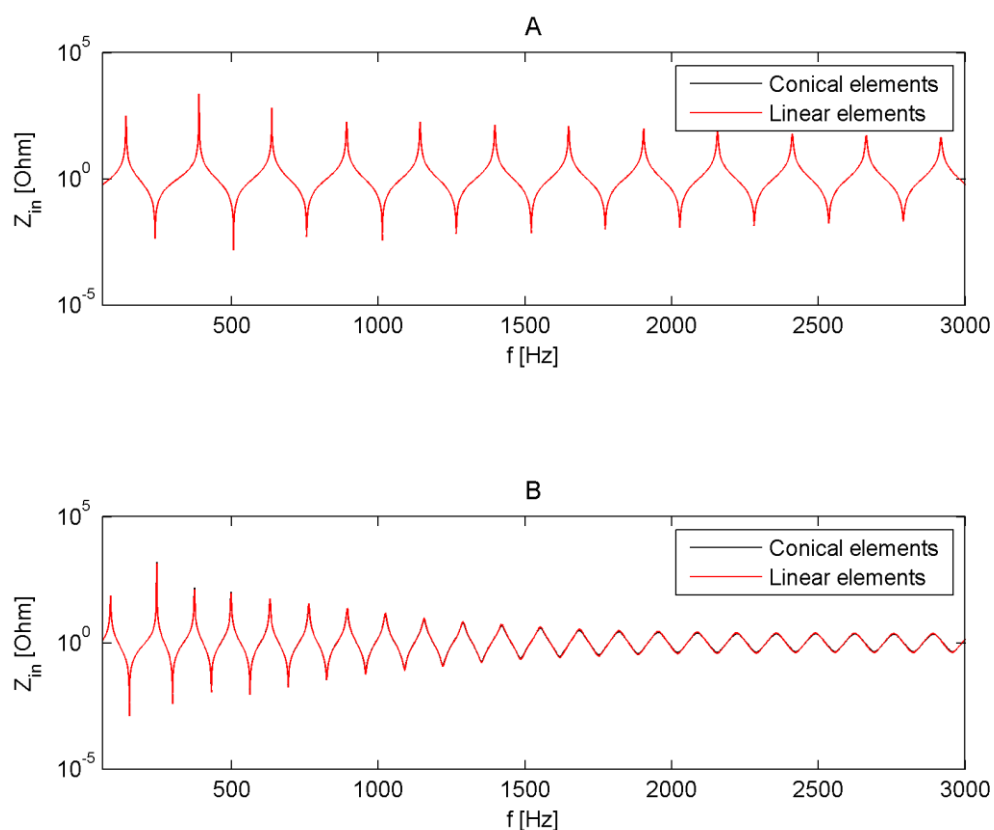 A
10^5
10^0
10^-5
Z_in [Ohm]
Conical elements
Linear elements
500 1000 1500 2000 2500 3000
f [Hz]
B
10^5
10^0
10^-5
Z_in [Ohm]
Conical elements
Linear elements
500 1000 1500 2000 2500 3000
f [Hz]